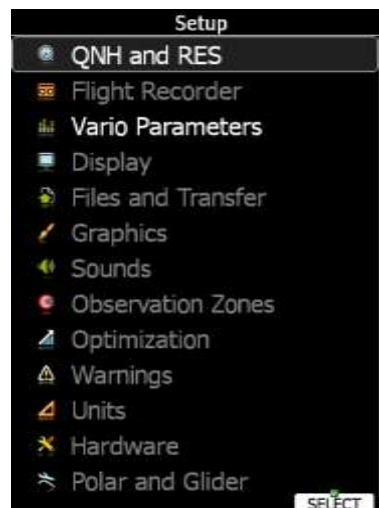 Setup
QNH and RES
Flight Recorder
Vario Parameters
Display
Files and Transfer
Graphics
Sounds
Observation Zones
Optimization
Warnings
Units
Hardware
Polar and Glider
SELECT